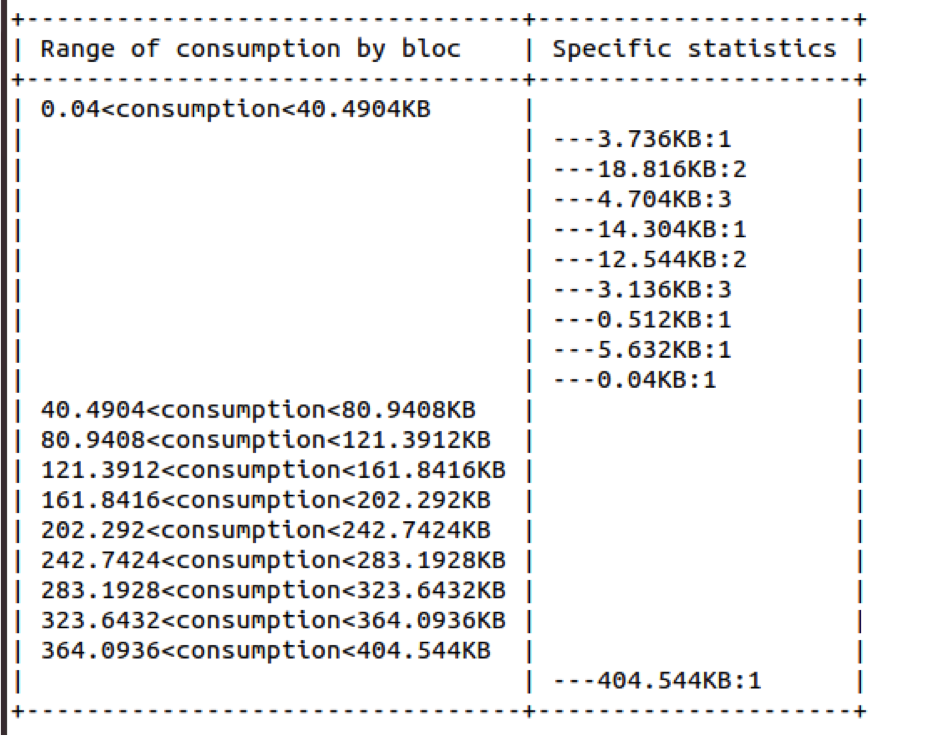 +---------------------------------+---------------------+
| Range of consumption by bloc    | Specific statistics |
+---------------------------------+---------------------+
| 0.04<consumption<40.4904KB      |                     |
|                                 | ---3.736KB:1        |
|                                 | ---18.816KB:2       |
|                                 | ---4.704KB:3        |
|                                 | ---14.304KB:1       |
|                                 | ---12.544KB:2       |
|                                 | ---3.136KB:3        |
|                                 | ---0.512KB:1        |
|                                 | ---5.632KB:1        |
|                                 | ---0.04KB:1         |
| 40.4904<consumption<80.9408KB   |                     |
| 80.9408<consumption<121.3912KB  |                     |
| 121.3912<consumption<161.8416KB |                     |
| 161.8416<consumption<202.292KB  |                     |
| 202.292<consumption<242.7424KB  |                     |
| 242.7424<consumption<283.1928KB |                     |
| 283.1928<consumption<323.6432KB |                     |
| 323.6432<consumption<364.0936KB |                     |
| 364.0936<consumption<404.544KB  |                     |
|                                 | ---404.544KB:1      |
+---------------------------------+---------------------+